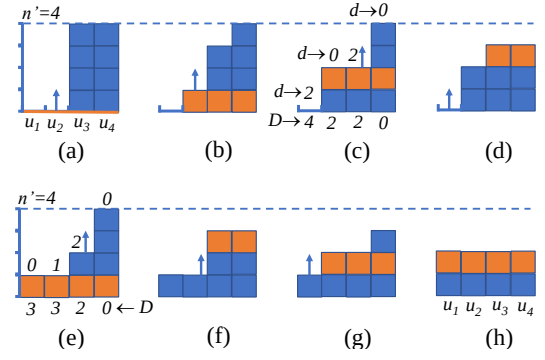 n'=4
u1 u2 u3 u4
(a)
(b)
d→0
d→0 2
d→2
D→4 2 2 0
(c)
(d)
n'=4
0
2
0 1
3 3 2 0 ← D
(e)
(f)
(g)
u1 u2 u3 u4
(h)